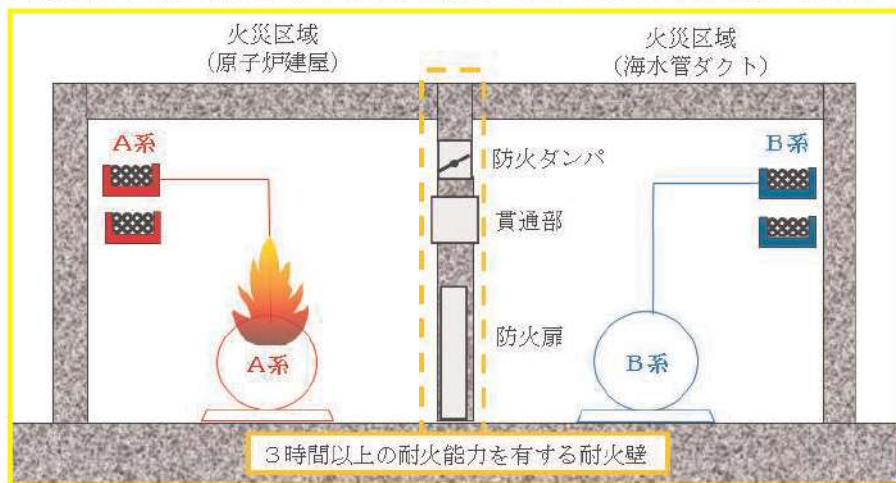 火災区域
(原子炉建屋)
火災区域
(海水管ダクト)
A系
B系
防火ダンパ
貫通部
防火扉
A系
B系
3時間以上の耐火能力を有する耐火壁